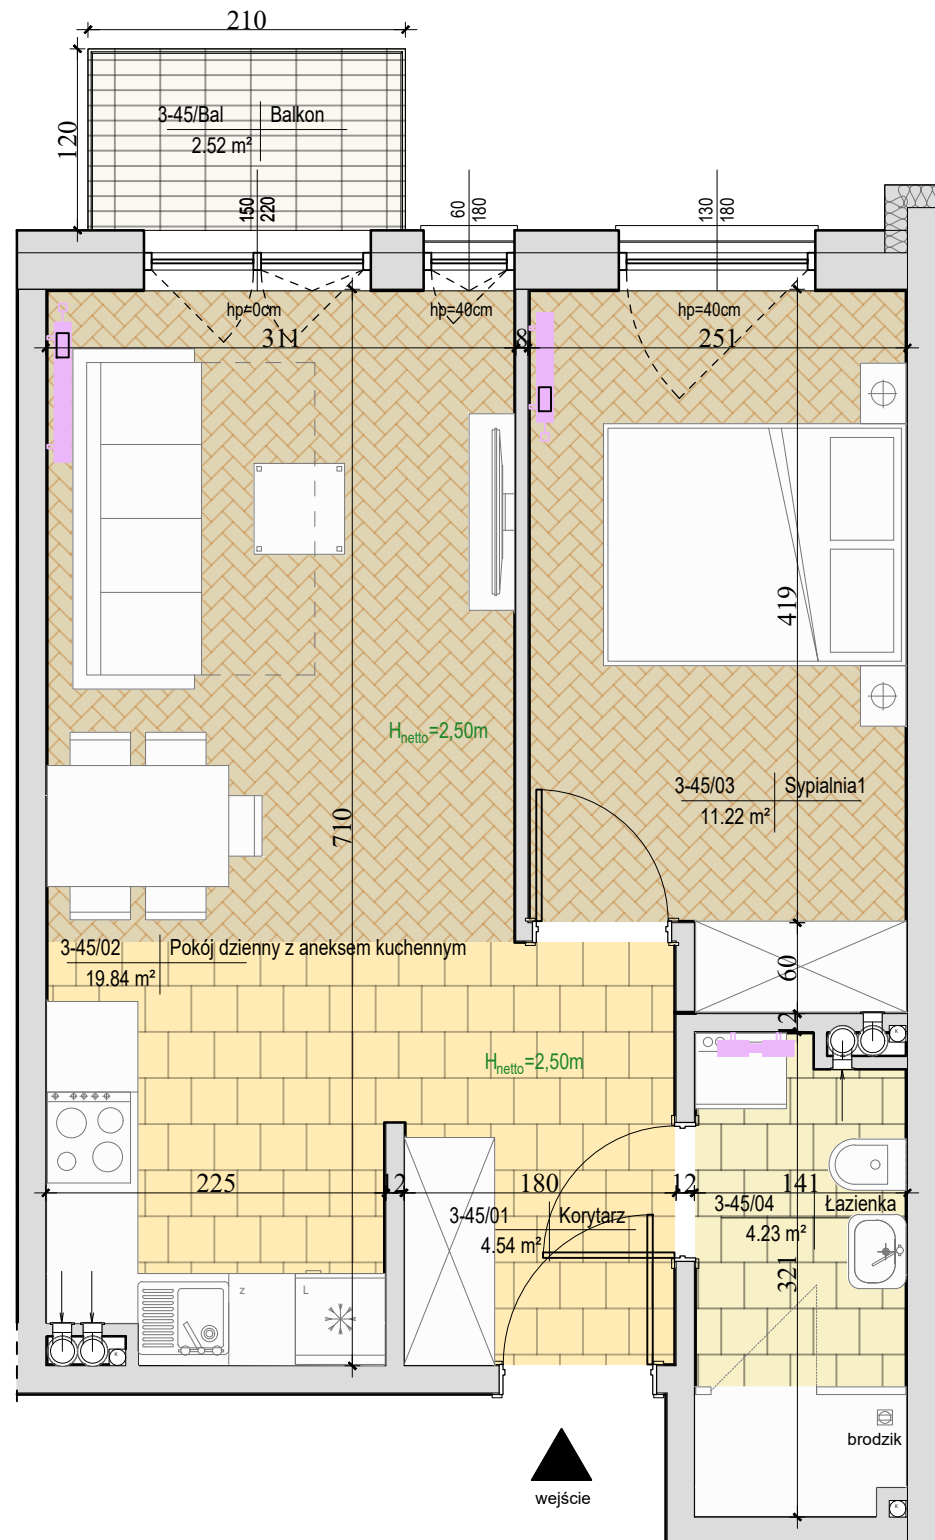 210
120
3-45/Bal Balkon
2.52 m²
150
220
60
180
130
180
hp=0cm
hp=40cm
hp=40cm
311
8
251
419
Hnetto=2,50m
710
3-45/03 Sypialnia1
11.22 m²
3-45/02 Pokój dzienny z aneksem kuchennym
19.84 m²
60
12
Hnetto=2,50m
225
12
180
12
141
3-45/01 Korytarz
4.54 m²
3-45/04 Łazienka
4.23 m²
321
z
L
K
K
K
brodzik
wejście